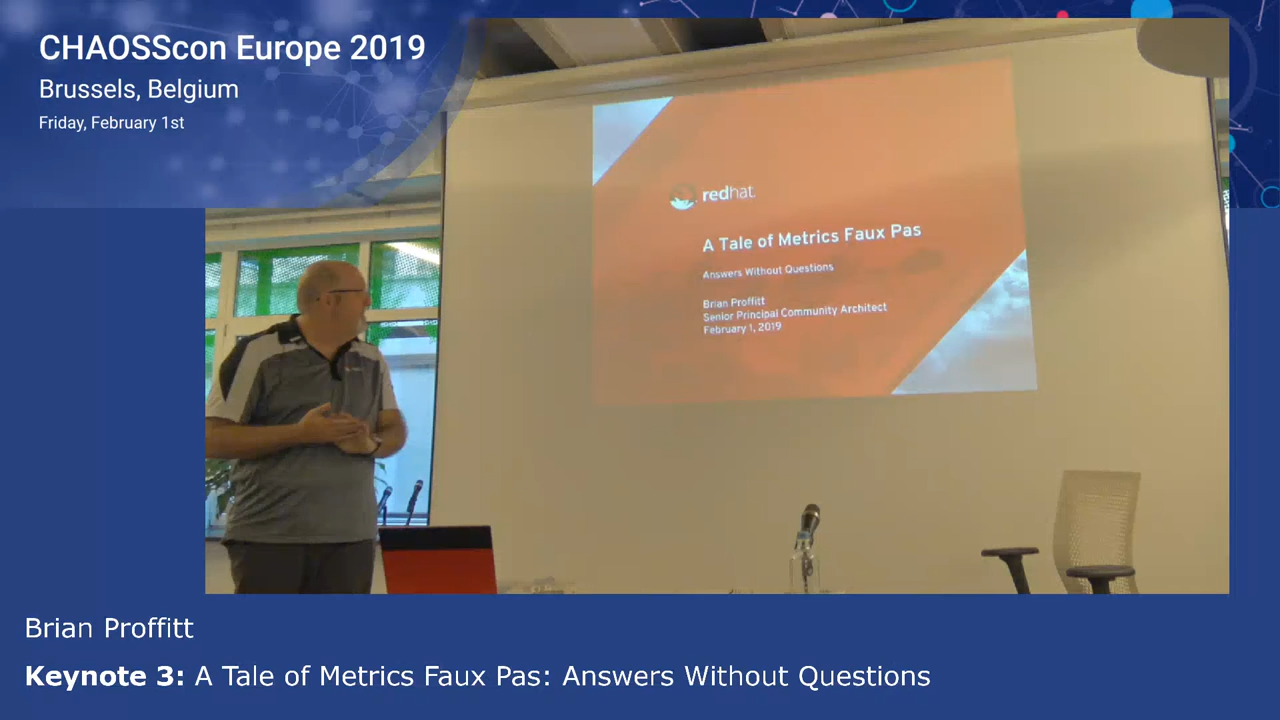 CHAOSScon Europe 2019
Brussels, Belgium
Friday, February 1st
redhat
A Tale of Metrics Faux Pas
Answers Without Questions
Brian Proffitt
Senior Principal Community Architect
February 1, 2019
Brian Proffitt
Keynote 3: A Tale of Metrics Faux Pas: Answers Without Questions